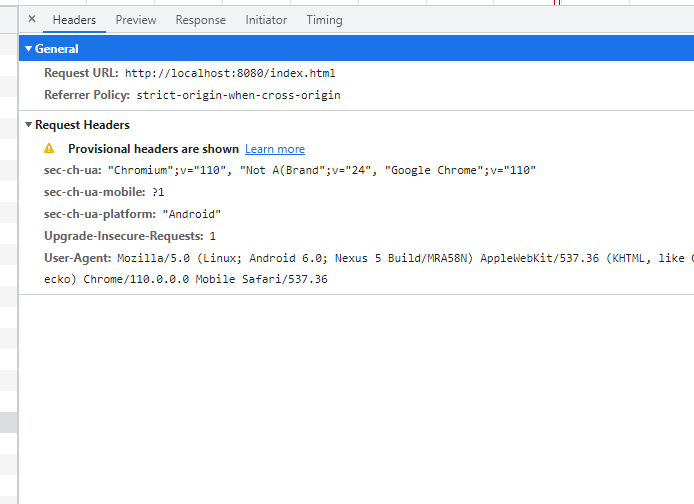 × Headers Preview Response Initiator Timing
General
Request URL: http://localhost:8080/index.html
Referrer Policy: strict-origin-when-cross-origin
Request Headers
Provisional headers are shown Learn more
sec-ch-ua: "Chromium";v="110", "Not A(Brand";v="24", "Google Chrome";v="110"
sec-ch-ua-mobile: ?1
sec-ch-ua-platform: "Android"
Upgrade-Insecure-Requests: 1
User-Agent: Mozilla/5.0 (Linux; Android 6.0; Nexus 5 Build/MRA58N) AppleWebKit/537.36 (KHTML, like G
ecko) Chrome/110.0.0.0 Mobile Safari/537.36